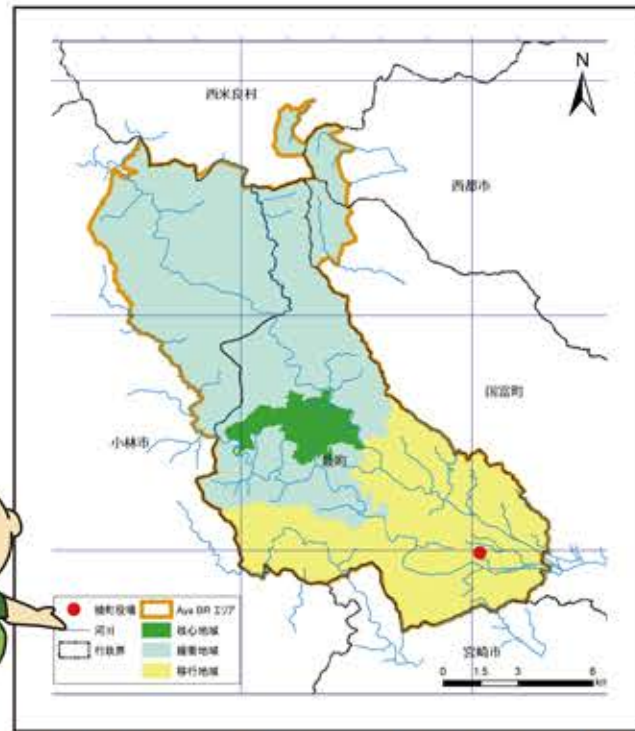 N
西米良村
西都市
国富町
小林市
綾町
宮崎市
綾町役場
河川
行政界
Aya BR エリア
核心地域
緩衝地域
移行地域
0 1.5 3 6
km